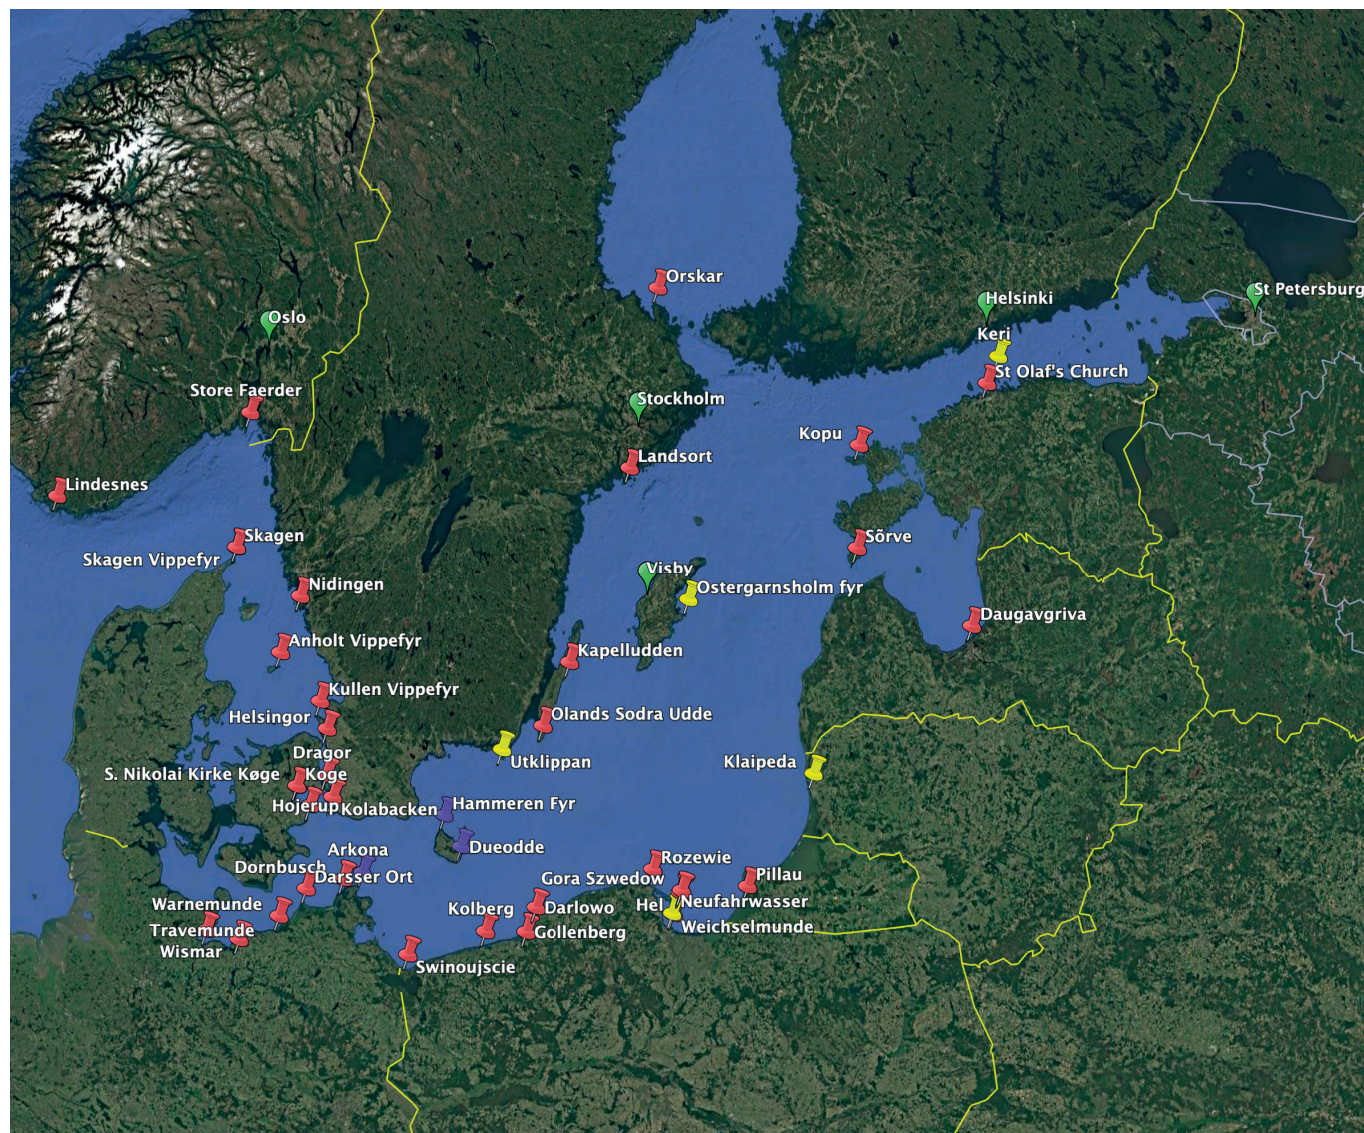 Orskar
Helsinki
St Petersburg
Oslo
Keri
St Olaf's Church
Store Faerder
Stockholm
Kopu
Landsort
Lindesnes
Skagen
Sõrve
Skagen Vippefyr
Visby
Nidingen
Ostergarnsholm fyr
Daugavgriva
Anholt Vippefyr
Kapelludden
Kullen Vippefyr
Helsingor
Olands Sodra Udde
Dragor
Utklippan
Klaipeda
S. Nikolai Kirke Køge
Koge
Hojerup
Kolabacken
Hammeren Fyr
Dueodde
Arkona
Rozewie
Dornbusch
Darsser Ort
Gora Szwedow
Pillau
Warnemunde
Kolberg
Darlowo
Hel
Neufahrwasser
Travemunde
Gollenberg
Weichselmunde
Wismar
Swinoujscie